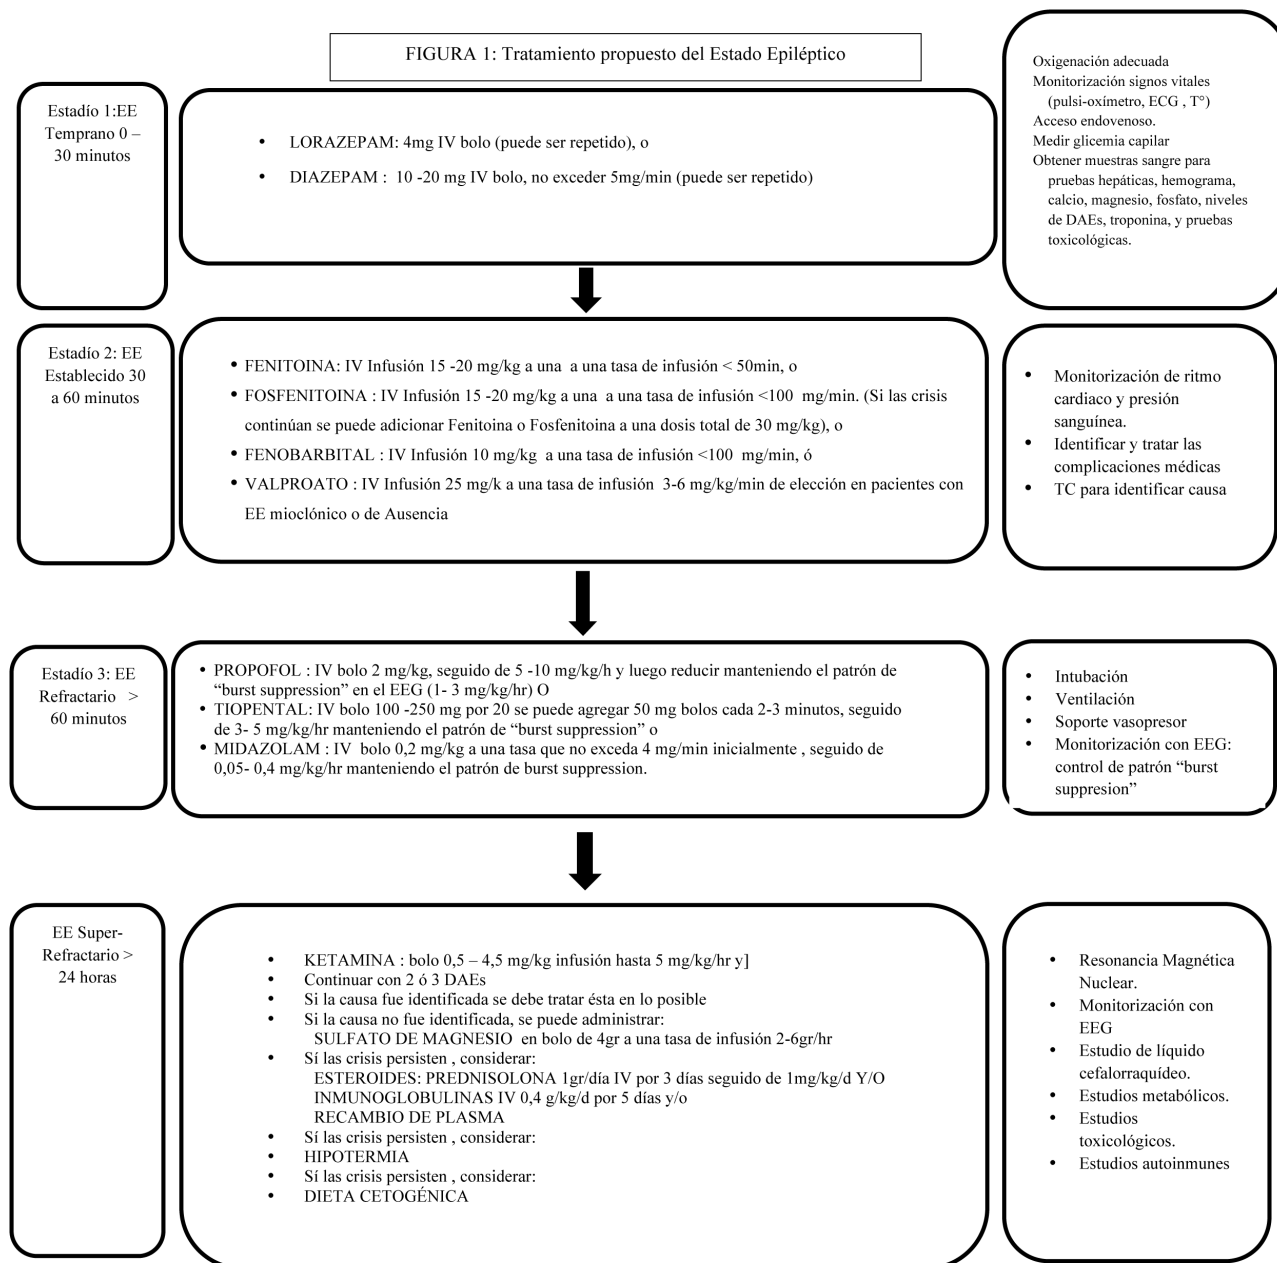 FIGURA 1: Tratamiento propuesto del Estado Epiléptico
Estadío 1:EE
Temprano 0 –
30 minutos
• LORAZEPAM: 4mg IV bolo (puede ser repetido), o
• DIAZEPAM : 10 -20 mg IV bolo, no exceder 5mg/min (puede ser repetido)
Oxigenación adecuada
Monitorización signos vitales
(pulsi-oxímetro, ECG , T°)
Acceso endovenoso.
Medir glicemia capilar
Obtener muestras sangre para
pruebas hepáticas, hemograma,
calcio, magnesio, fosfato, niveles
de DAEs, troponina, y pruebas
toxicológicas.
Estadío 2: EE
Establecido 30
a 60 minutos
• FENITOINA: IV Infusión 15 -20 mg/kg a una a una tasa de infusión < 50min, o
• FOSFENITOINA : IV Infusión 15 -20 mg/kg a una a una tasa de infusión <100 mg/min. (Si las crisis
continúan se puede adicionar Fenitoina o Fosfenitoina a una dosis total de 30 mg/kg), o
• FENOBARBITAL : IV Infusión 10 mg/kg a una tasa de infusión <100 mg/min, ó
• VALPROATO : IV Infusión 25 mg/k a una tasa de infusión 3-6 mg/kg/min de elección en pacientes con
EE mioclónico o de Ausencia
• Monitorización de ritmo
cardiaco y presión
sanguínea.
• Identificar y tratar las
complicaciones médicas
• TC para identificar causa
Estadío 3: EE
Refractario >
60 minutos
• PROPOFOL : IV bolo 2 mg/kg, seguido de 5 -10 mg/kg/h y luego reducir manteniendo el patrón de
“burst suppression” en el EEG (1- 3 mg/kg/hr) O
• TIOPENTAL: IV bolo 100 -250 mg por 20 se puede agregar 50 mg bolos cada 2-3 minutos, seguido
de 3- 5 mg/kg/hr manteniendo el patrón de “burst suppression” o
• MIDAZOLAM : IV bolo 0,2 mg/kg a una tasa que no exceda 4 mg/min inicialmente , seguido de
0,05- 0,4 mg/kg/hr manteniendo el patrón de burst suppression.
• Intubación
• Ventilación
• Soporte vasopresor
• Monitorización con EEG:
control de patrón “burst
suppresion”
EE Super-
Refractario >
24 horas
• KETAMINA : bolo 0,5 – 4,5 mg/kg infusión hasta 5 mg/kg/hr y]
• Continuar con 2 ó 3 DAEs
• Si la causa fue identificada se debe tratar ésta en lo posible
• Si la causa no fue identificada, se puede administrar:
SULFATO DE MAGNESIO en bolo de 4gr a una tasa de infusión 2-6gr/hr
• Sí las crisis persisten , considerar:
ESTEROIDES: PREDNISOLONA 1gr/día IV por 3 días seguido de 1mg/kg/d Y/O
INMUNOGLOBULINAS IV 0,4 g/kg/d por 5 días y/o
RECAMBIO DE PLASMA
• Sí las crisis persisten , considerar:
• HIPOTERMIA
• Sí las crisis persisten , considerar:
• DIETA CETOGÉNICA
• Resonancia Magnética
Nuclear.
• Monitorización con
EEG
• Estudio de líquido
cefalorraquídeo.
• Estudios metabólicos.
• Estudios
toxicológicos.
• Estudios autoinmunes